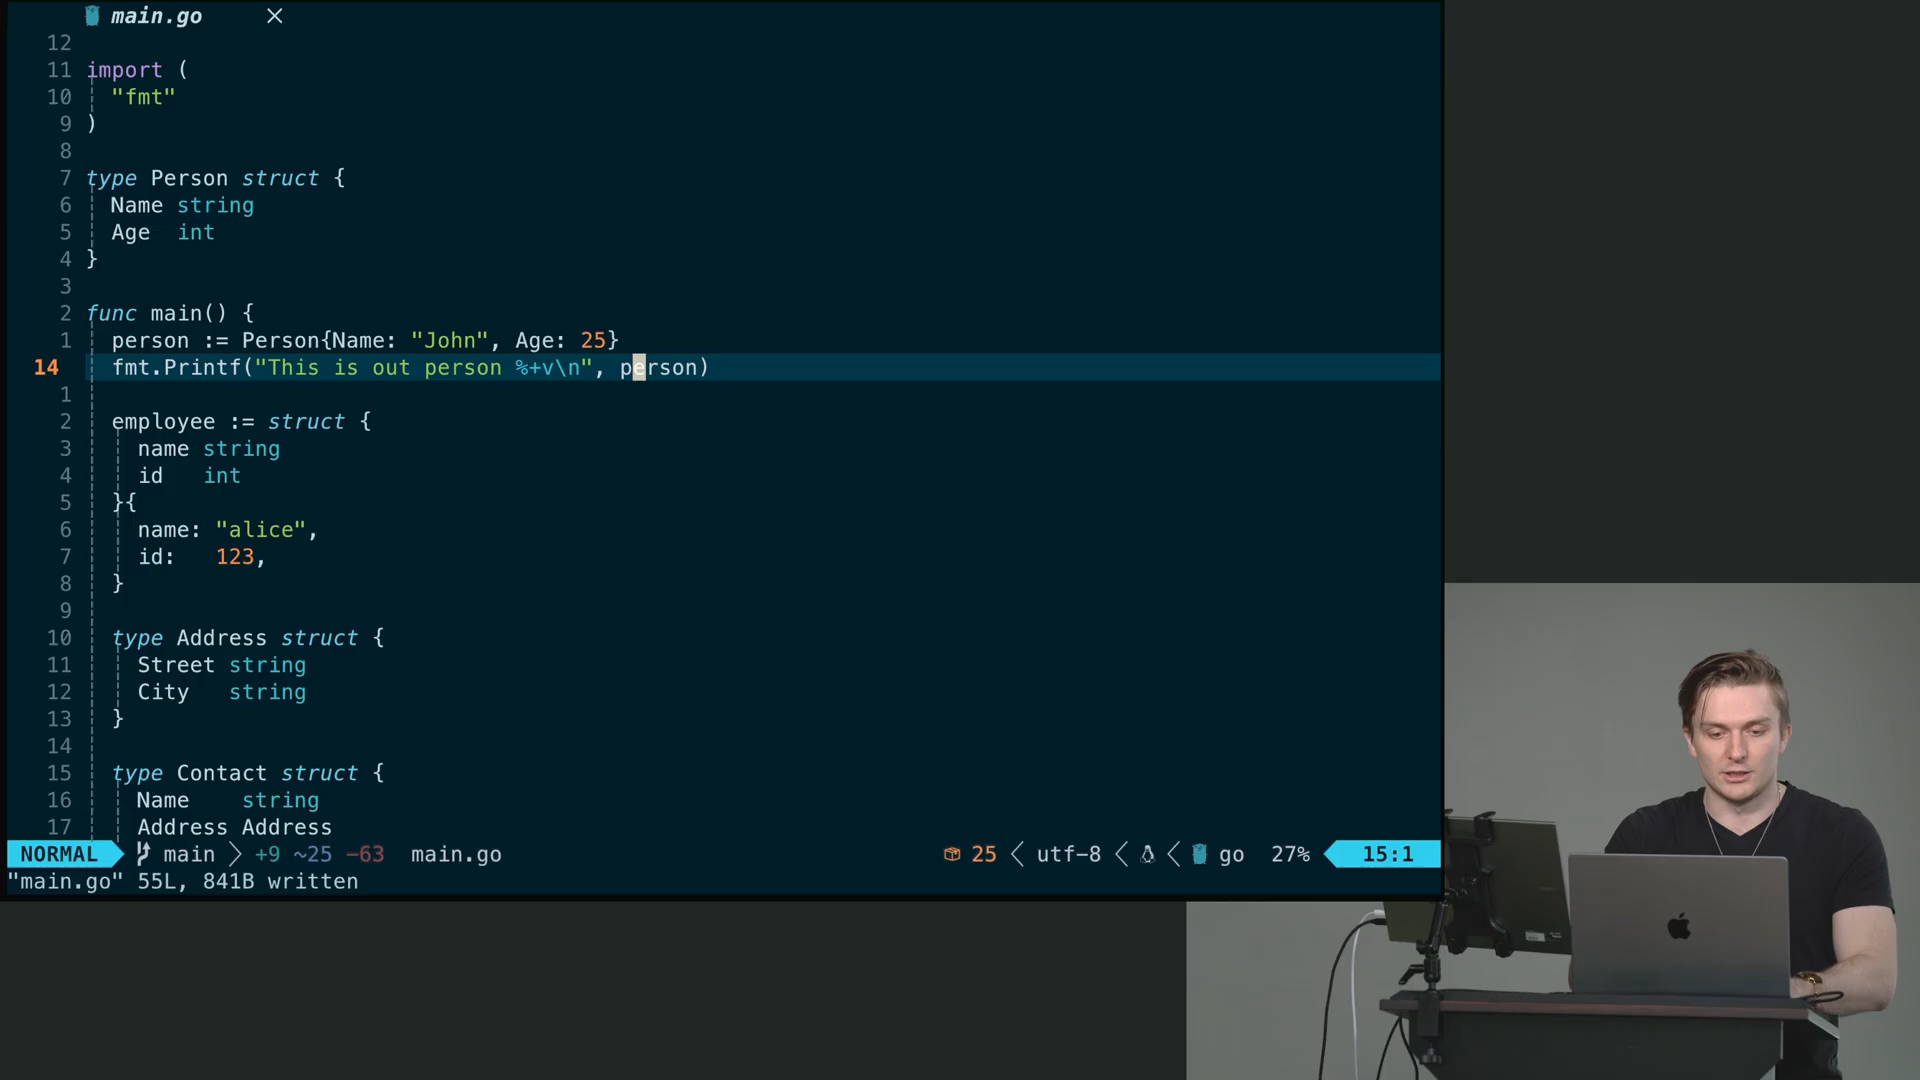 main.go ×
12
11 import (
10 "fmt"
9 )
8
7 type Person struct {
6 Name string
5 Age int
4 }
3
2 func main() {
1 person := Person{Name: "John", Age: 25}
14 fmt.Printf("This is out person %+v\n", person)
1
2 employee := struct {
3 name string
4 id int
5 }{
6 name: "alice",
7 id: 123,
8 }
9
10 type Address struct {
11 Street string
12 City string
13 }
14
15 type Contact struct {
16 Name string
17 Address Address
NORMAL main +9 ~25 -63 main.go 25 utf-8 go 27% 15:1
"main.go" 55L, 841B written